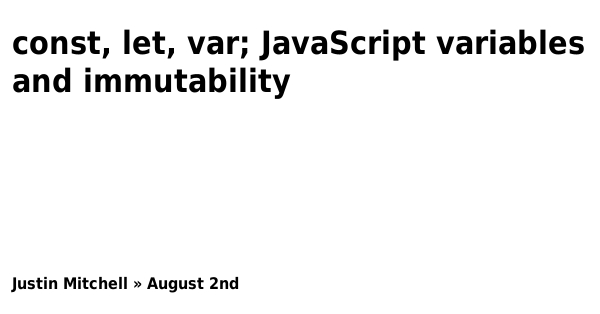 const, let, var; JavaScript variables
and immutability
Justin Mitchell » August 2nd